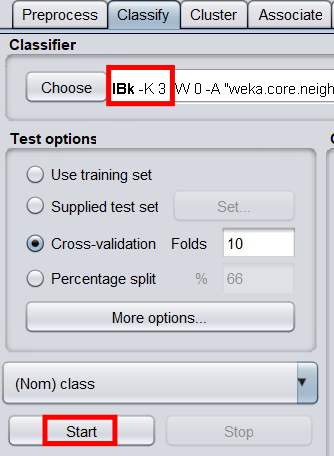 Preprocess Classify Cluster Associate
Classifier
Choose IBk -K 3 -W 0 -A "weka.core.neigh
Test options
Use training set
Supplied test set Set...
Cross-validation Folds 10
Percentage split % 66
More options...
(Nom) class
Start Stop